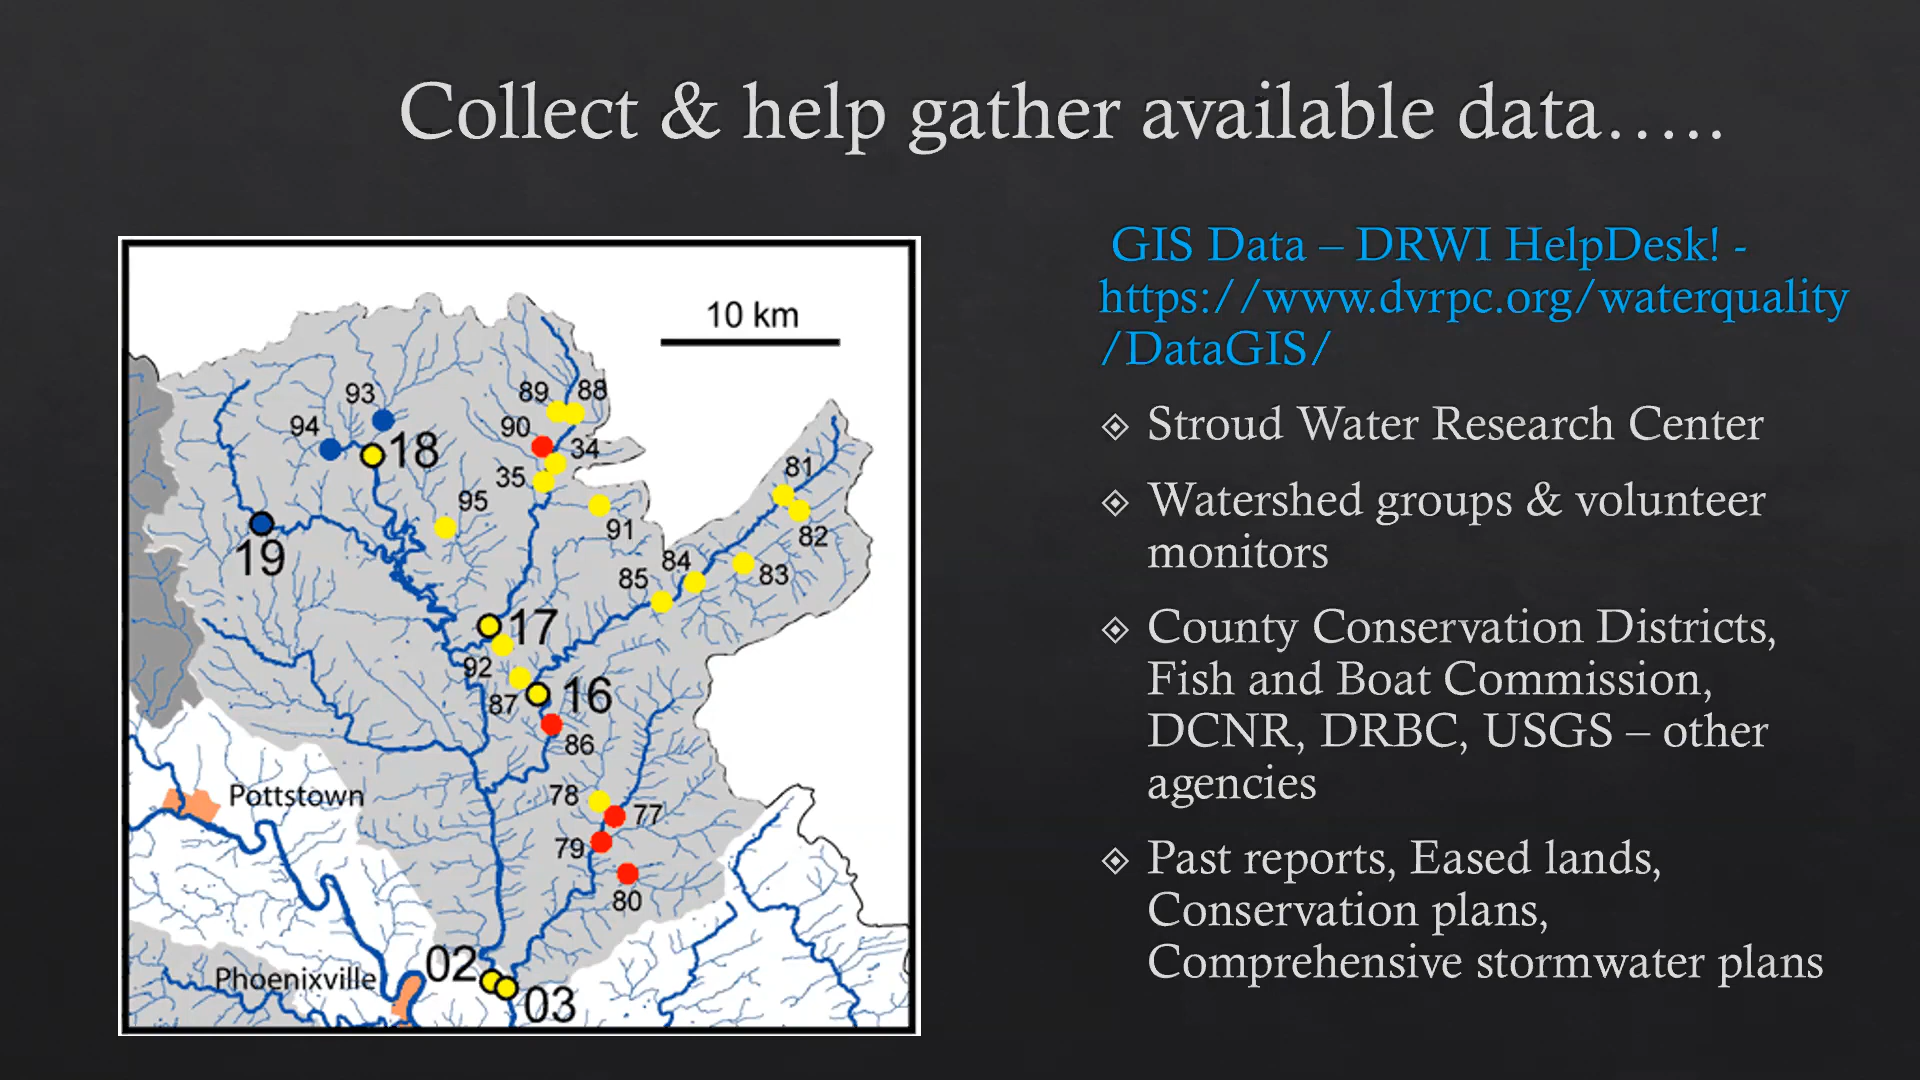 Collect & help gather available data.....
10 km
93
89
88
94
90
18
34
35
81
95
91
82
19
84
85
83
17
92
87
16
86
Pottstown
78
77
79
80
02
Phoenixville
03
GIS Data – DRWI HelpDesk! -
https://www.dvrpc.org/waterquality
/DataGIS/
Stroud Water Research Center
Watershed groups & volunteer
monitors
County Conservation Districts,
Fish and Boat Commission,
DCNR, DRBC, USGS – other
agencies
Past reports, Eased lands,
Conservation plans,
Comprehensive stormwater plans